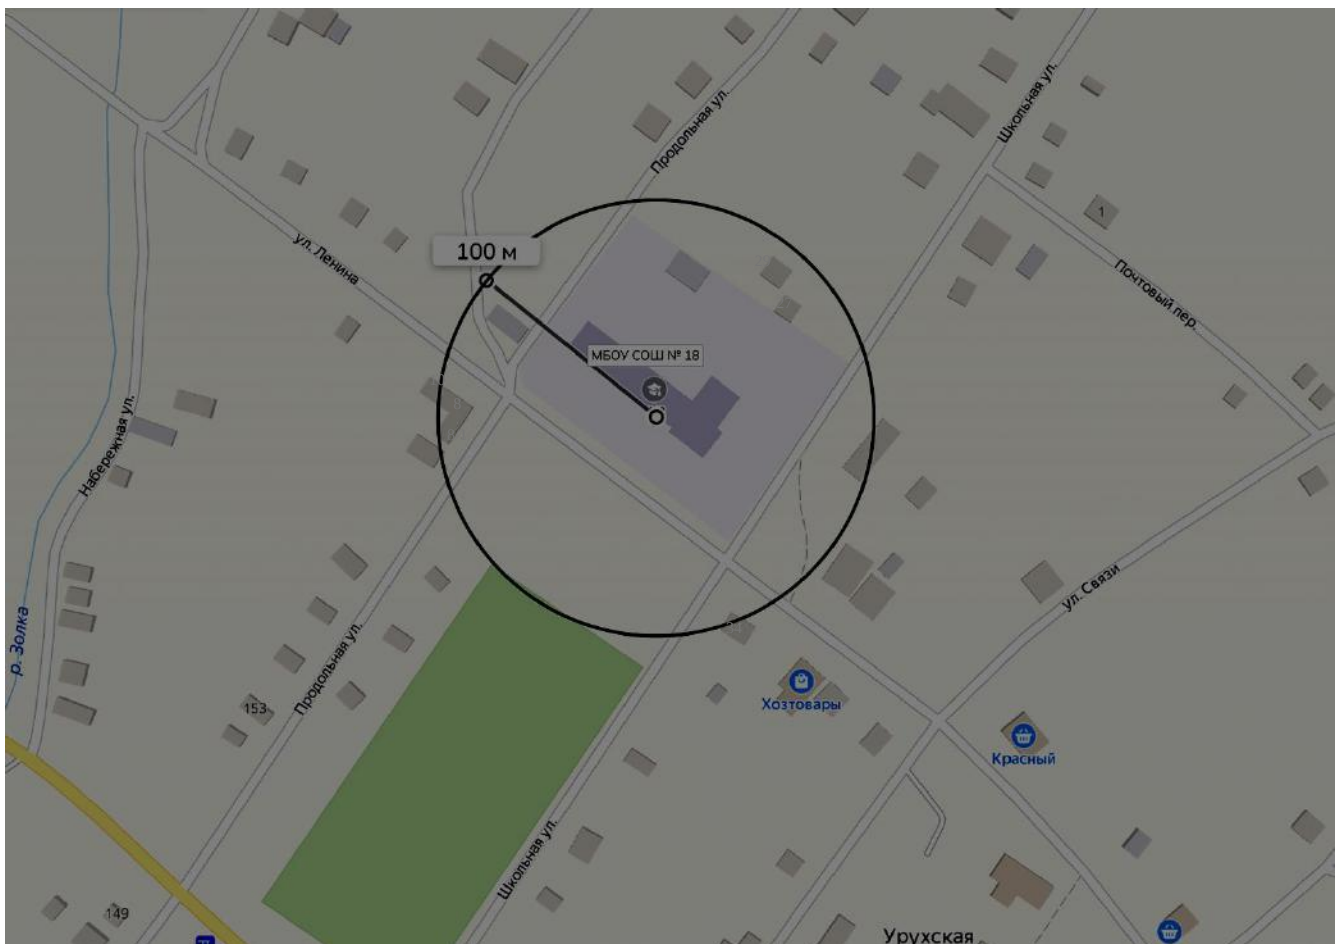 Школьная ул.
Продольная ул.
1
ул. Ленина
100 м
Почтовый пер.
МБОУ СОШ № 18
Набережная ул.
ул. Связи
р. Золка
Продольная ул.
153
Хозтовары
Красный
Школьная ул.
149
Урухская